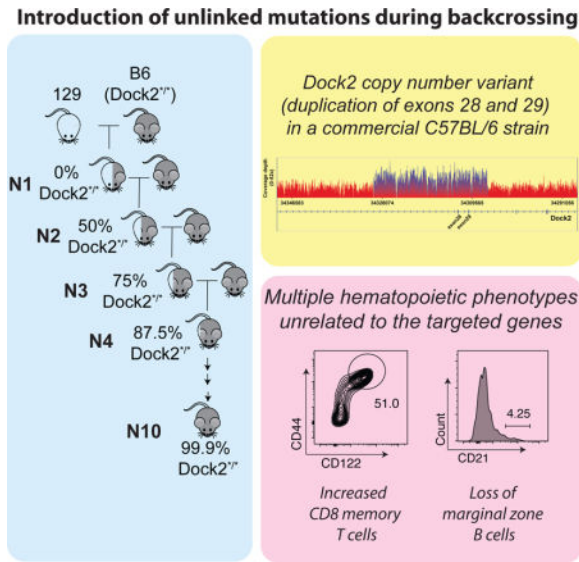 Introduction of unlinked mutations during backcrossing
B6
129
(Dock2*/*)
N1
0%
Dock2*/*
N2
50%
Dock2*/*
N3
75%
Dock2*/*
N4
87.5%
Dock2*/*
N10
99.9%
Dock2*/*
Dock2 copy number variant
(duplication of exons 28 and 29)
in a commercial C57BL/6 strain
Coverage depth
Dock2
Multiple hematopoietic phenotypes
unrelated to the targeted genes
CD44
51.0
CD122
Count
4.25
CD21
Increased
CD8 memory
T cells
Loss of
marginal zone
B cells